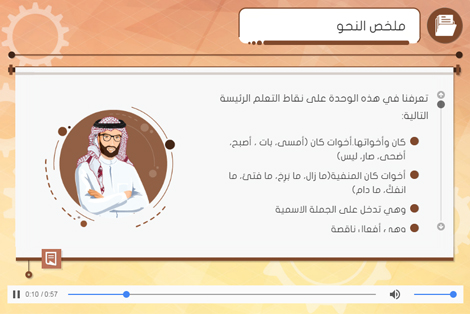 ملخص النحو
تعرفنا في هذه الوحدة على نقاط التعلم الرئيسة
التالية:
كان وأخواتها.أخوات كان (أمسى، بات ، أصبح،
أضحى، صار، ليس)
أخوات كان المنفية(ما زال، ما برح، ما فتئ، ما
انفكّ، ما دام)
وهي تدخل على الجملة الاسمية
وهي أفعال ناقصة
0:10 / 0:57